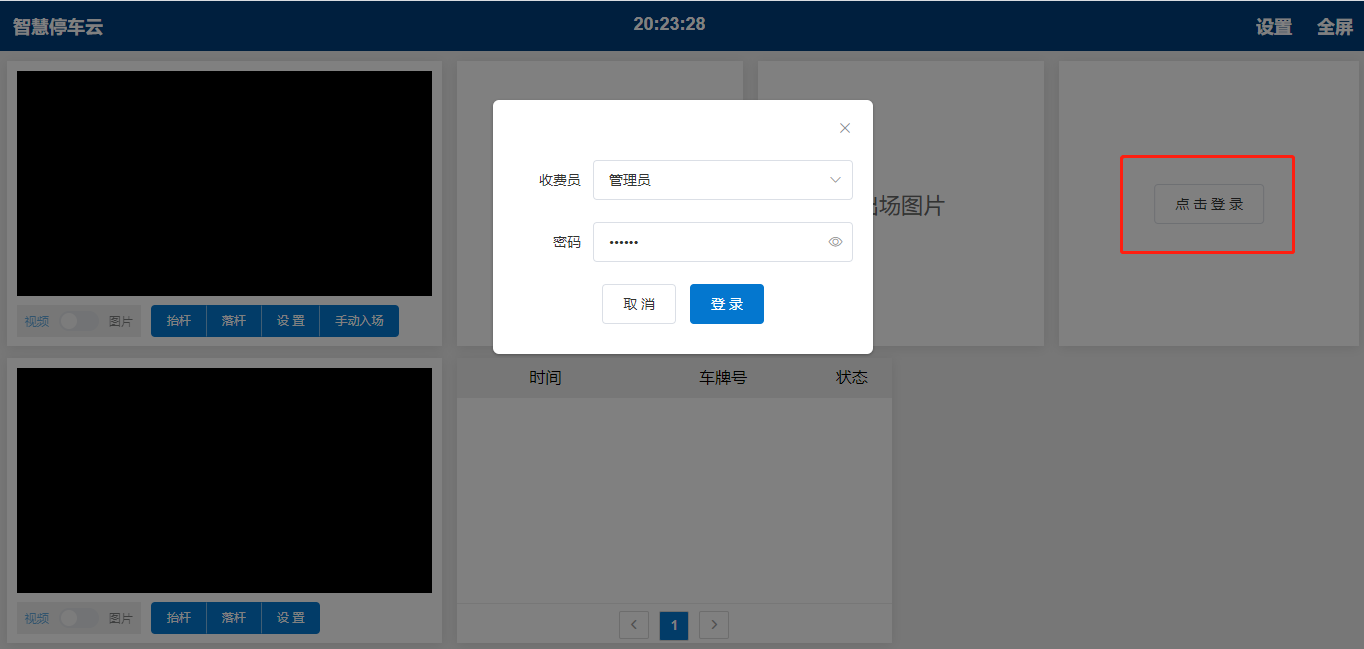 智慧停车云
20:23:28
设置 全屏
收费员 管理员
密码 ••••••
取 消 登 录
出场图片
点 击 登 录
视频 图片 抬杆 落杆 设 置 手动入场
时间 车牌号 状态
视频 图片 抬杆 落杆 设 置
1